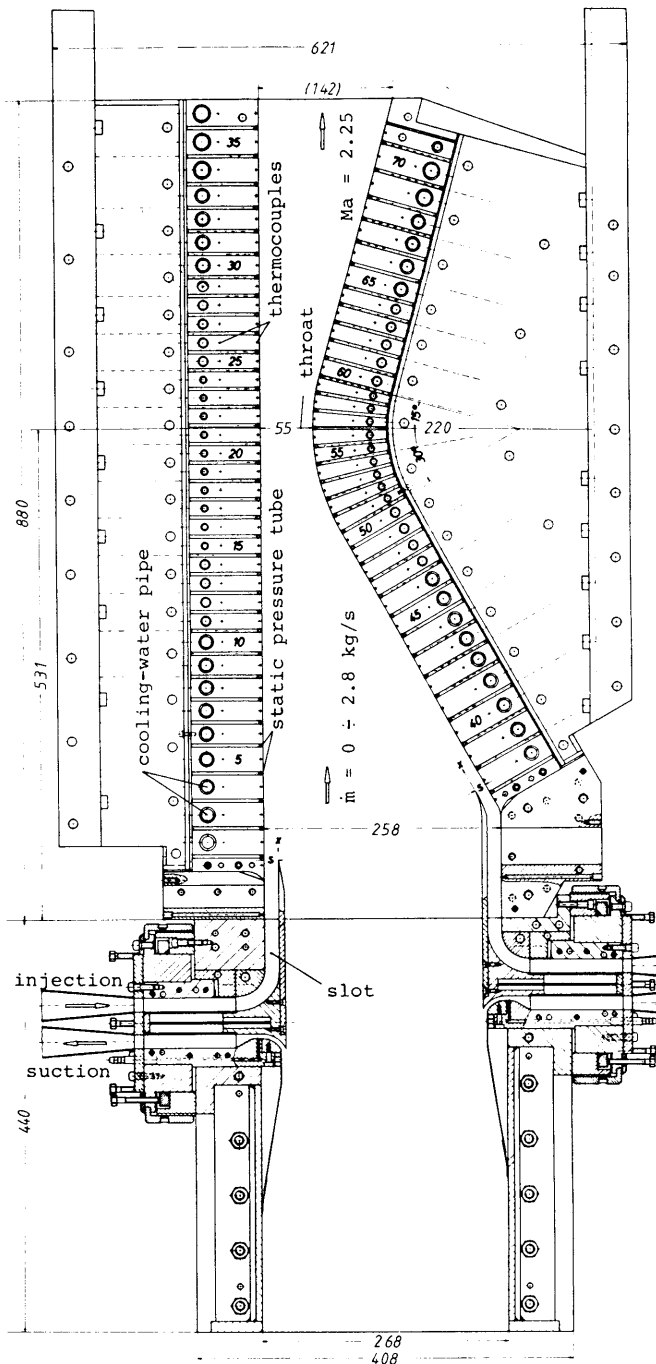 621
(142)
35
30
25
20
15
10
5
70
65
60
55
50
45
40
Ma = 2.25
thermocouples
throat
55
220
15°
30°
static pressure tube
cooling-water pipe
ṁ = 0 ÷ 2.8 kg/s
880
531
258
x
s
x
s
injection
slot
suction
440
268
408